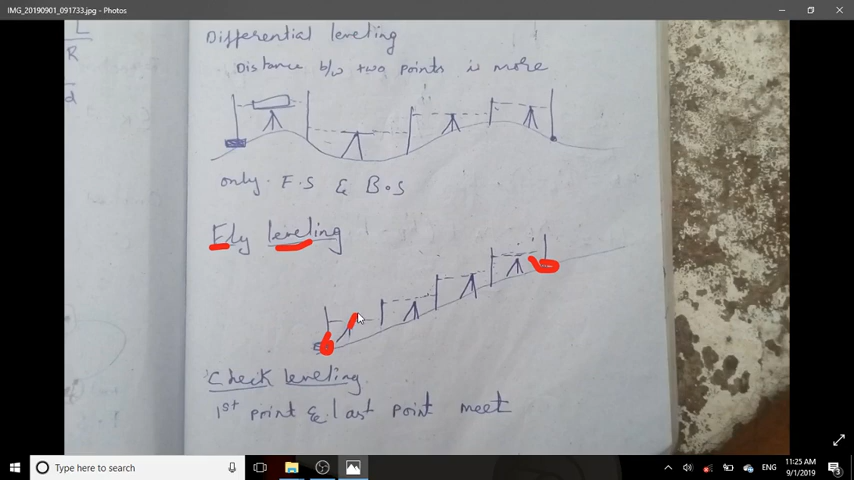 IMG_20190901_091733.jpg - Photos
L
R
d
Differential leveling
Distance b/w two points is more
only. F.S & B.S
Fly leveling
Check leveling
1st point & last point meet
Type here to search
ENG
11:25 AM
9/1/2019
3